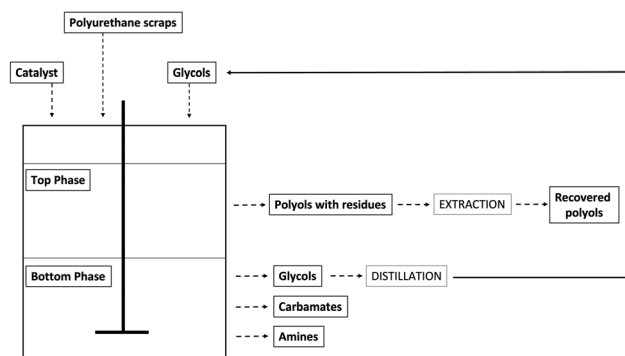 Polyurethane scraps
Catalyst
Glycols
Top Phase
Polyols with residues
EXTRACTION
Recovered
polyols
Bottom Phase
Glycols
DISTILLATION
Carbamates
Amines